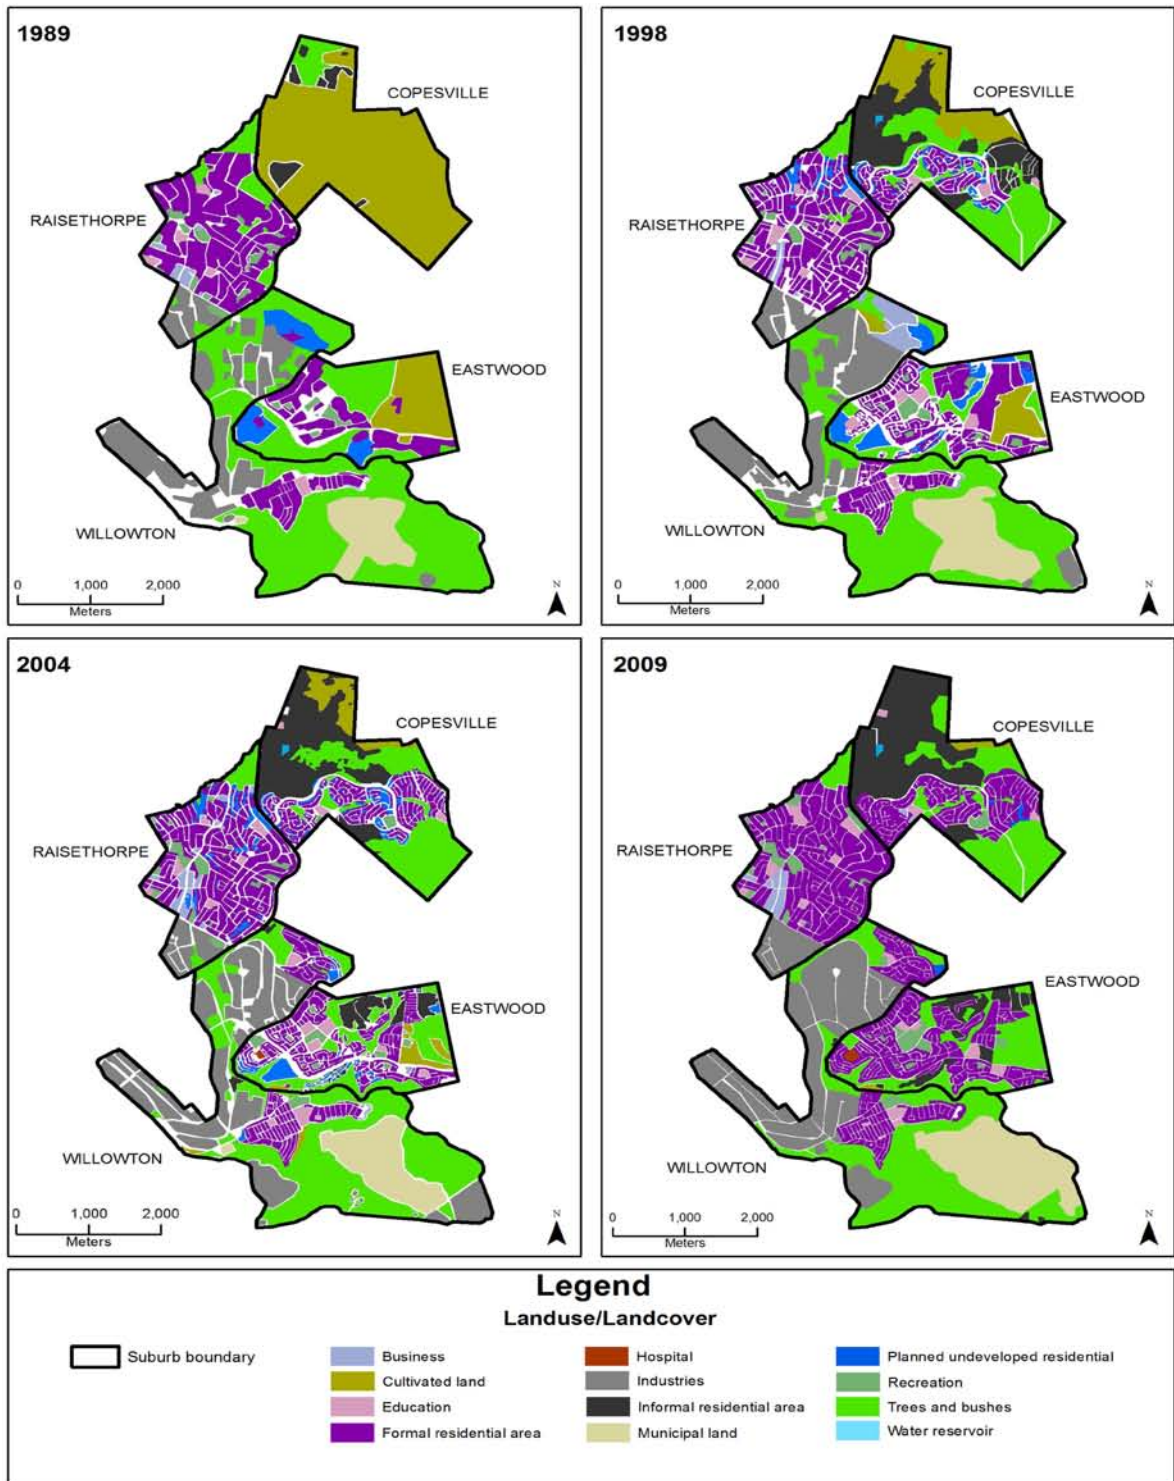 1989
COPESVILLE
RAISETHORPE
EASTWOOD
WILLOWTON
0 1,000 2,000
Meters
N
1998
COPESVILLE
RAISETHORPE
EASTWOOD
WILLOWTON
0 1,000 2,000
Meters
N
2004
COPESVILLE
RAISETHORPE
EASTWOOD
WILLOWTON
0 1,000 2,000
Meters
N
2009
COPESVILLE
RAISETHORPE
EASTWOOD
WILLOWTON
0 1,000 2,000
Meters
N
Legend
Landuse/Landcover
Suburb boundary
Business
Cultivated land
Education
Formal residential area
Hospital
Industries
Informal residential area
Municipal land
Planned undeveloped residential
Recreation
Trees and bushes
Water reservoir